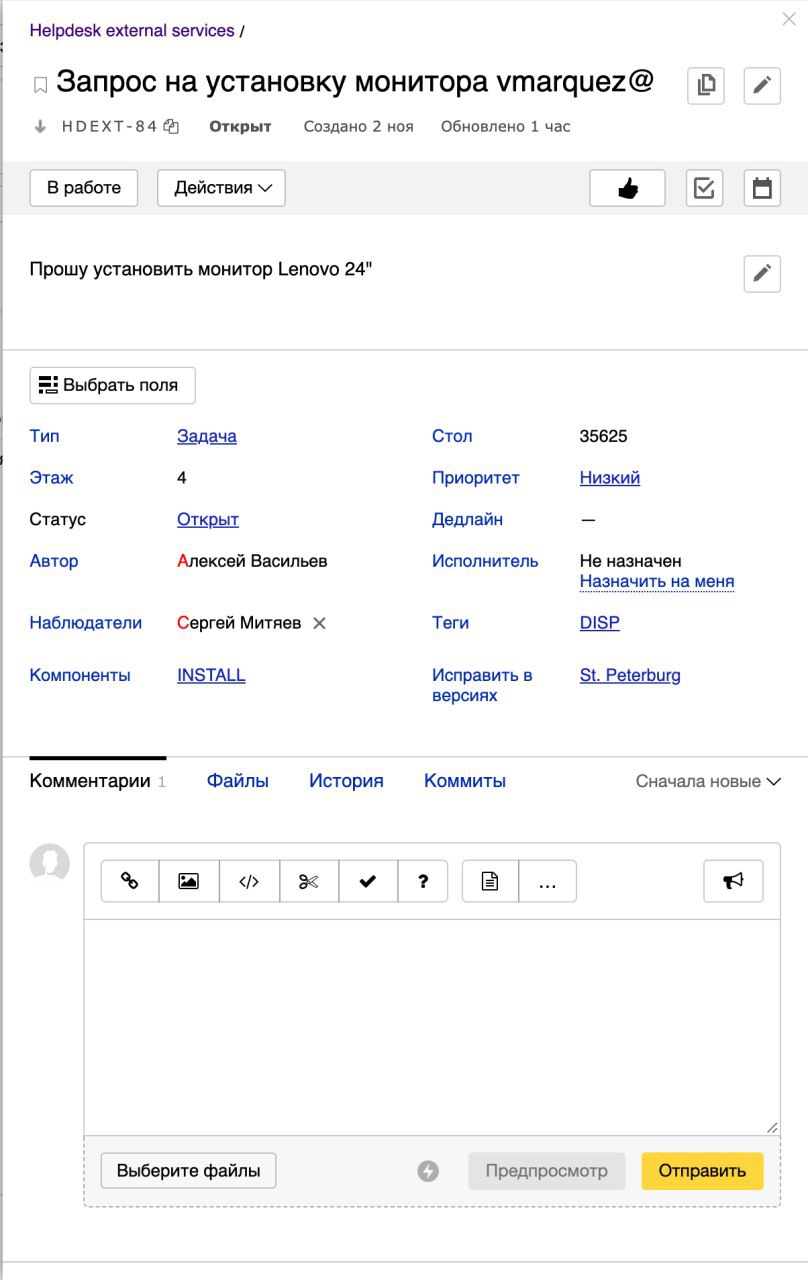 Helpdesk external services /
Запрос на установку монитора vmarquez@
HDEXT-84 Открыт Создано 2 ноя Обновлено 1 час
В работе Действия
Прошу установить монитор Lenovo 24"
Выбрать поля
Тип Задача Стол 35625
Этаж 4 Приоритет Низкий
Статус Открыт Дедлайн —
Автор Алексей Васильев Исполнитель Не назначен
Назначить на меня
Наблюдатели Сергей Митяев Теги DISP
Компоненты INSTALL Исправить в St. Peterburg
версиях
Комментарии 1 Файлы История Коммиты Сначала новые
</> ? ...
Выберите файлы Предпросмотр Отправить